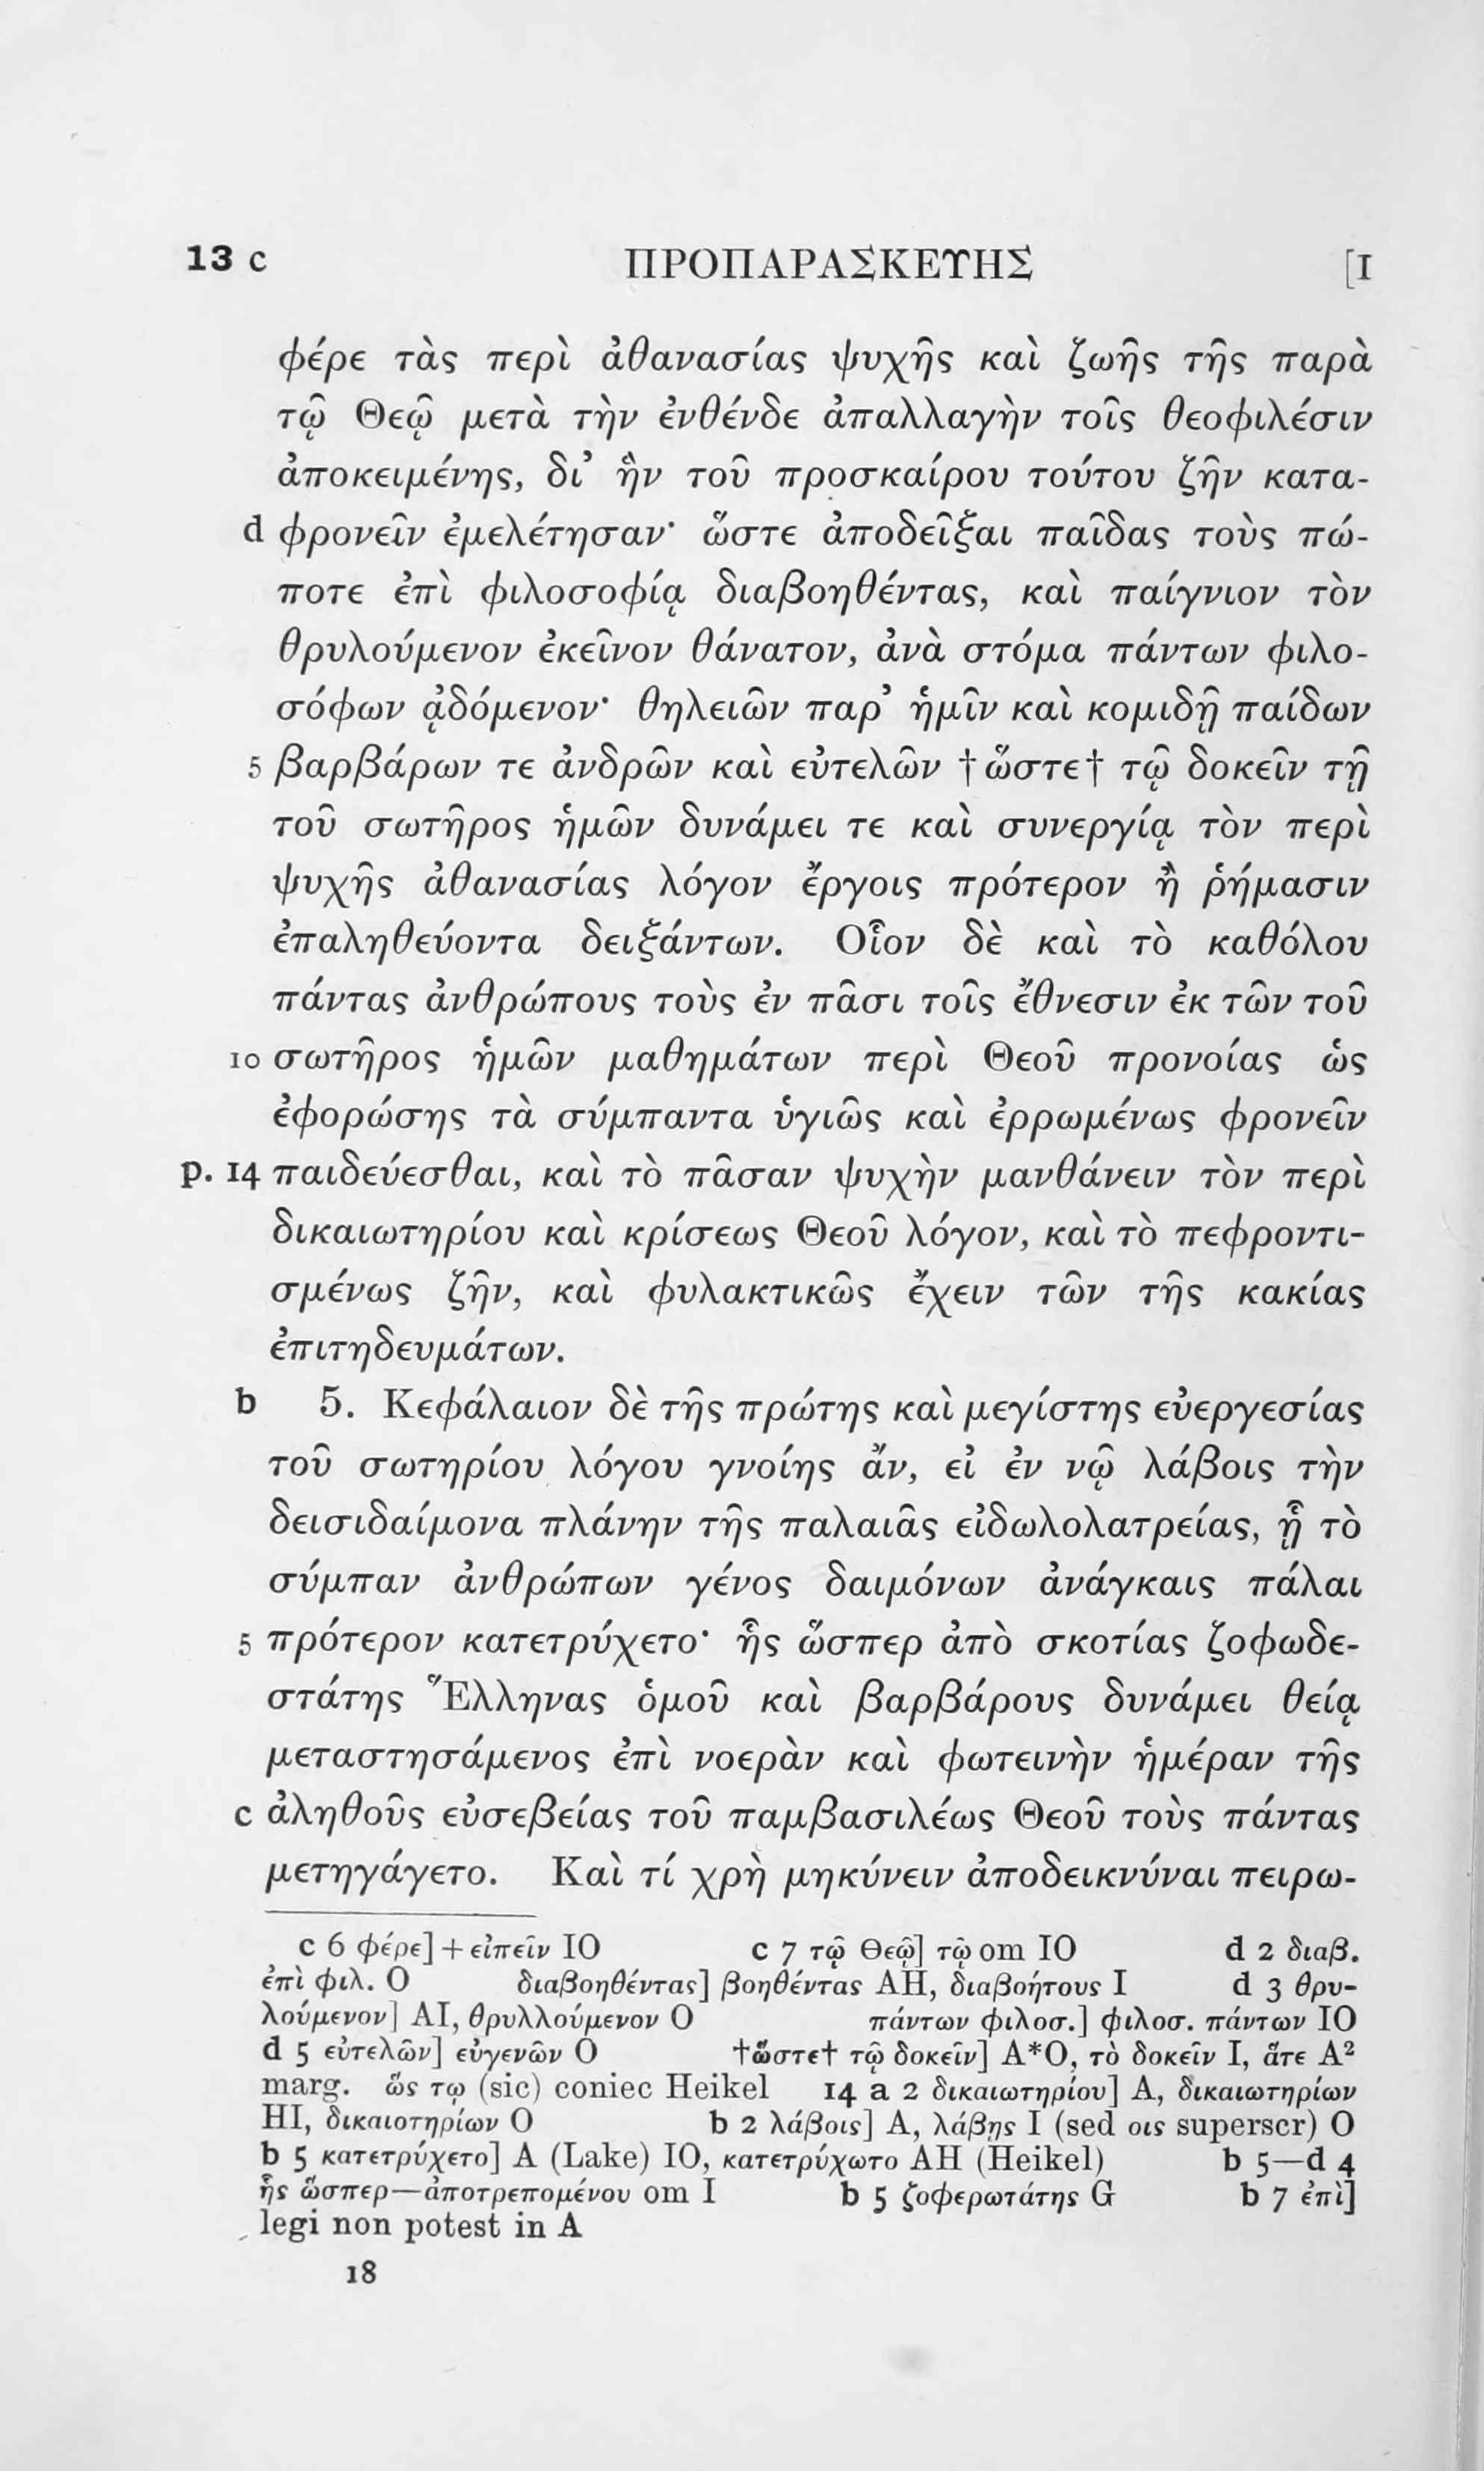 13 c ΠΡΟΠΑΡΑΣΚΕΥΗΣ [I
φέρε τὰς περὶ ἀθανασίας ψυχῆς καὶ ζωῆς τῆς παρὰ
τῷ Θεῷ μετὰ τὴν ἐνθένδε ἀπαλλαγὴν τοῖς θεοφιλέσιν
ἀποκειμένης, δι’ ἣν τοῦ προσκαίρου τούτου ζῆν κατα-
d φρονεῖν ἐμελέτησαν· ὥστε ἀποδεῖξαι παῖδας τοὺς πώ-
ποτε ἐπὶ φιλοσοφίᾳ διαβοηθέντας, καὶ παίγνιον τὸν
θρυλούμενον ἐκεῖνον θάνατον, ἀνὰ στόμα πάντων φιλο-
σόφων ᾀδόμενον· θηλειῶν παρ’ ἡμῖν καὶ κομιδῇ παίδων
5 βαρβάρων τε ἀνδρῶν καὶ εὐτελῶν †ὥστε† τῷ δοκεῖν τῇ
τοῦ σωτῆρος ἡμῶν δυνάμει τε καὶ συνεργίᾳ τὸν περὶ
ψυχῆς ἀθανασίας λόγον ἔργοις πρότερον ἢ ῥήμασιν
ἐπαληθεύοντα δειξάντων. Οἷον δὲ καὶ τὸ καθόλου
πάντας ἀνθρώπους τοὺς ἐν πᾶσι τοῖς ἔθνεσιν ἐκ τῶν τοῦ
10 σωτῆρος ἡμῶν μαθημάτων περὶ Θεοῦ προνοίας ὡς
ἐφορώσης τὰ σύμπαντα ὑγιῶς καὶ ἐρρωμένως φρονεῖν
p. 14 παιδεύεσθαι, καὶ τὸ πᾶσαν ψυχὴν μανθάνειν τὸν περὶ
δικαιωτηρίου καὶ κρίσεως Θεοῦ λόγον, καὶ τὸ πεφροντι-
σμένως ζῆν, καὶ φυλακτικῶς ἔχειν τῶν τῆς κακίας
ἐπιτηδευμάτων.
b 5. Κεφάλαιον δὲ τῆς πρώτης καὶ μεγίστης εὐεργεσίας
τοῦ σωτηρίου λόγου γνοίης ἄν, εἰ ἐν νῷ λάβοις τὴν
δεισιδαίμονα πλάνην τῆς παλαιᾶς εἰδωλολατρείας, ᾗ τὸ
σύμπαν ἀνθρώπων γένος δαιμόνων ἀνάγκαις πάλαι
5 πρότερον κατετρύχετο· ἧς ὥσπερ ἀπὸ σκοτίας ζοφωδε-
στάτης Ἕλληνας ὁμοῦ καὶ βαρβάρους δυνάμει θείᾳ
μεταστησάμενος ἐπὶ νοερὰν καὶ φωτεινὴν ἡμέραν τῆς
c ἀληθοῦς εὐσεβείας τοῦ παμβασιλέως Θεοῦ τοὺς πάντας
μετηγάγετο. Καὶ τί χρὴ μηκύνειν ἀποδεικνύναι πειρω-
c 6 φέρε] + εἰπεῖν IO c 7 τῷ Θεῷ] τῷ om IO d 2 διαβ.
ἐπὶ φιλ. O διαβοηθέντας] βοηθέντας AH, διαβοήτους I d 3 θρυ-
λούμενον] AI, θρυλλούμενον O πάντων φιλοσ.] φιλοσ. πάντων IO
d 5 εὐτελῶν] εὐγενῶν O †ὥστε† τῷ δοκεῖν] A*O, τὸ δοκεῖν I, ἅτε A²
marg. ὥς τῳ (sic) coniec Heikel 14 a 2 δικαιωτηρίου] A, δικαιωτηρίων
HI, δικαιοτηρίων O b 2 λάβοις] A, λάβῃς I (sed οις superscr) O
b 5 κατετρύχετο] A (Lake) IO, κατετρύχωτο AH (Heikel) b 5—d 4
ἧς ὥσπερ—ἀποτρεπομένου om I b 5 ζοφερωτάτης G b 7 ἐπὶ]
legi non potest in A
18